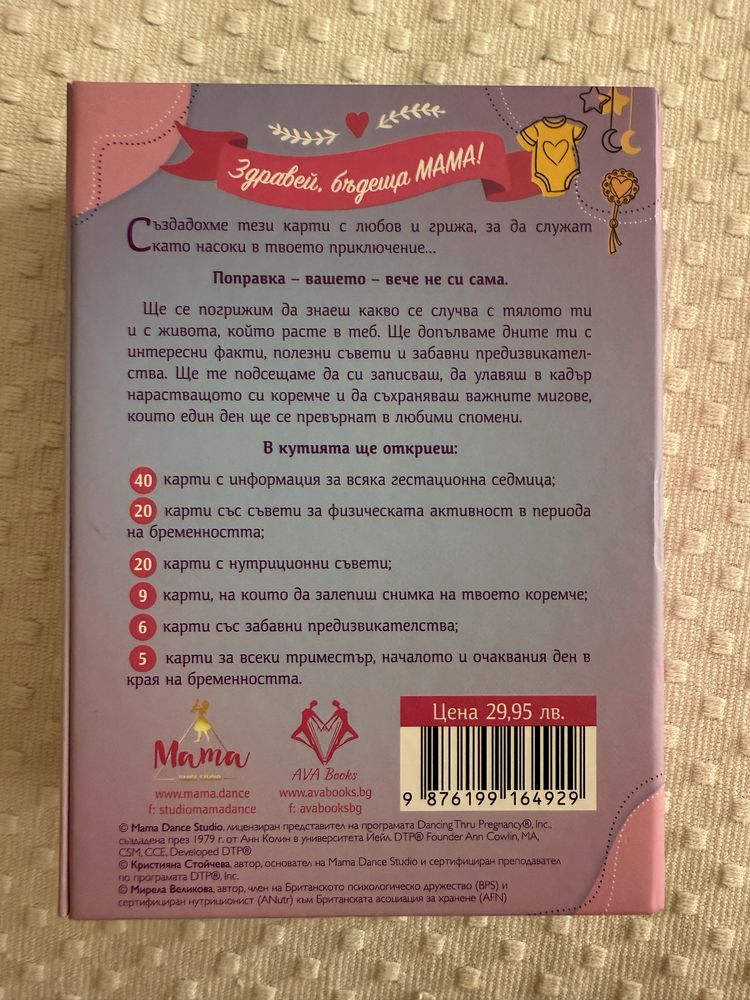 Здравей, бъдеща МАМА!
Създадохме тези карти с любов и грижа, за да служат
като насоки в твоето приключение...
Поправка – вашето – вече не си сама.
Ще се погрижим да знаеш какво се случва с тялото ти
и с живота, който расте в теб. Ще допълваме дните ти с
интересни факти, полезни съвети и забавни предизвикател-
ства. Ще те подсещаме да си записваш, да улавяш в кадър
нарастващото си коремче и да съхраняваш важните мигове,
които един ден ще се превърнат в любими спомени.
В кутията ще откриеш:
40 карти с информация за всяка гестационна седмица;
20 карти със съвети за физическата активност в периода
на бременността;
20 карти с нутриционни съвети;
9 карти, на които да залепиш снимка на твоето коремче;
6 карти със забавни предизвикателства;
5 карти за всеки триместър, началото и очаквания ден в
края на бременността.
Mama
www.mama.dance
f: studiomamadance
AVA Books
www.avabooks.bg
f: avabooksbg
Цена 29,95 лв.
9 876199 164929
© Mama Dance Studio, лицензиран представител на програмата Dancing Thru Pregnancy®, Inc.,
създадена през 1979 г. от Ан Колин в университета Йейл. DTP® Founder Ann Cowlin, MA,
CSM, CCE, Developed DTP®
© Кристияна Стойчева, автор, основател на Mama Dance Studio и сертифициран преподавател
по програмата DTP®, Inc.
© Мирела Великова, автор, член на Британското психологическо дружество (BPS) и
сертифициран нутриционист (ANutr) към Британската асоциация за хранене (AFN)